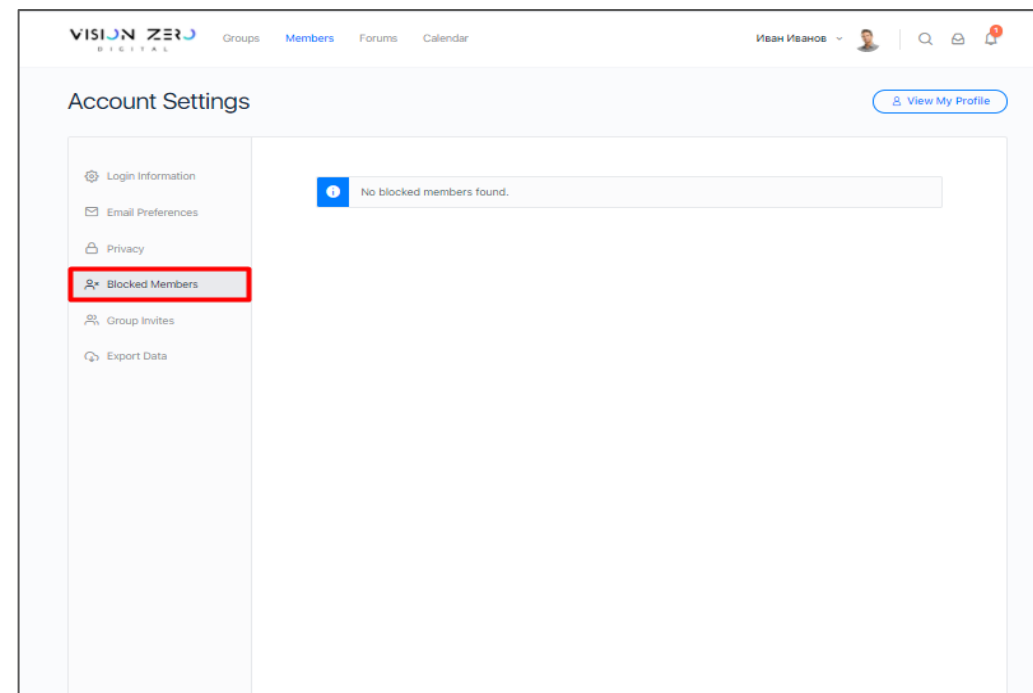 VISION ZERO
DIGITAL
Groups Members Forums Calendar
Иван Иванов
1
Account Settings
View My Profile
Login Information
Email Preferences
Privacy
Blocked Members
Group Invites
Export Data
No blocked members found.